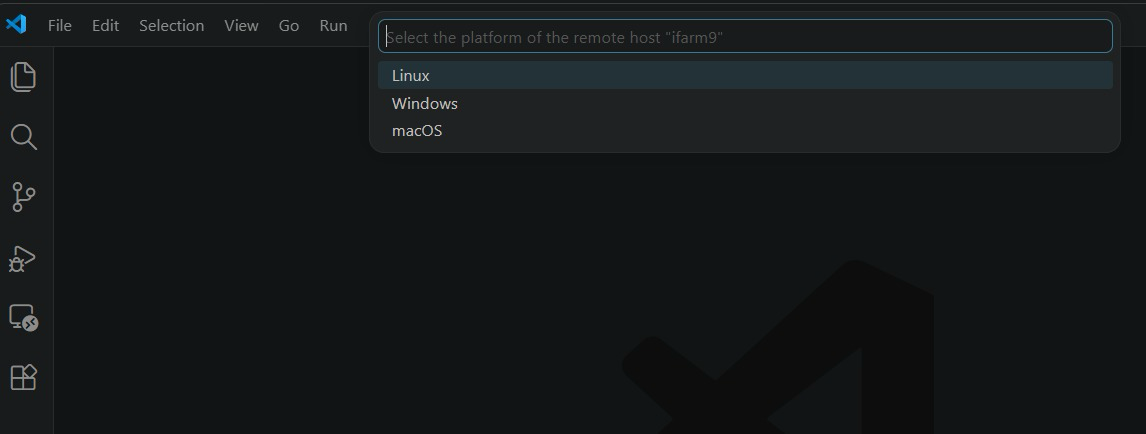 File Edit Selection View Go Run
Select the platform of the remote host "ifarm9"
Linux
Windows
macOS